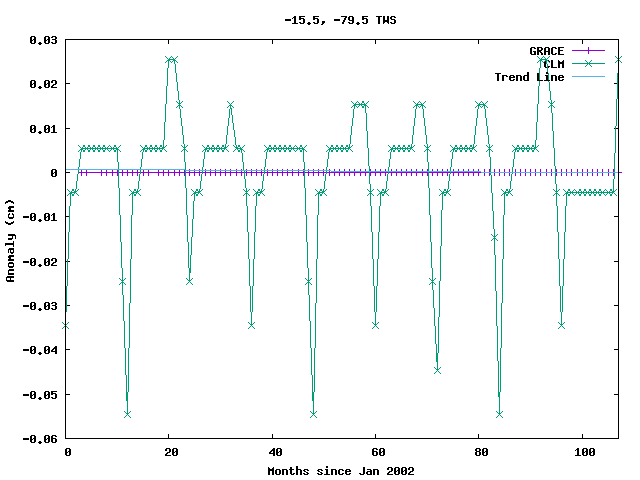 -15.5, -79.5 TWS
GRACE
CLM
Trend Line
0.03
0.02
0.01
0
-0.01
-0.02
-0.03
-0.04
-0.05
-0.06
Anomaly (cm)
0 20 40 60 80 100
Months since Jan 2002